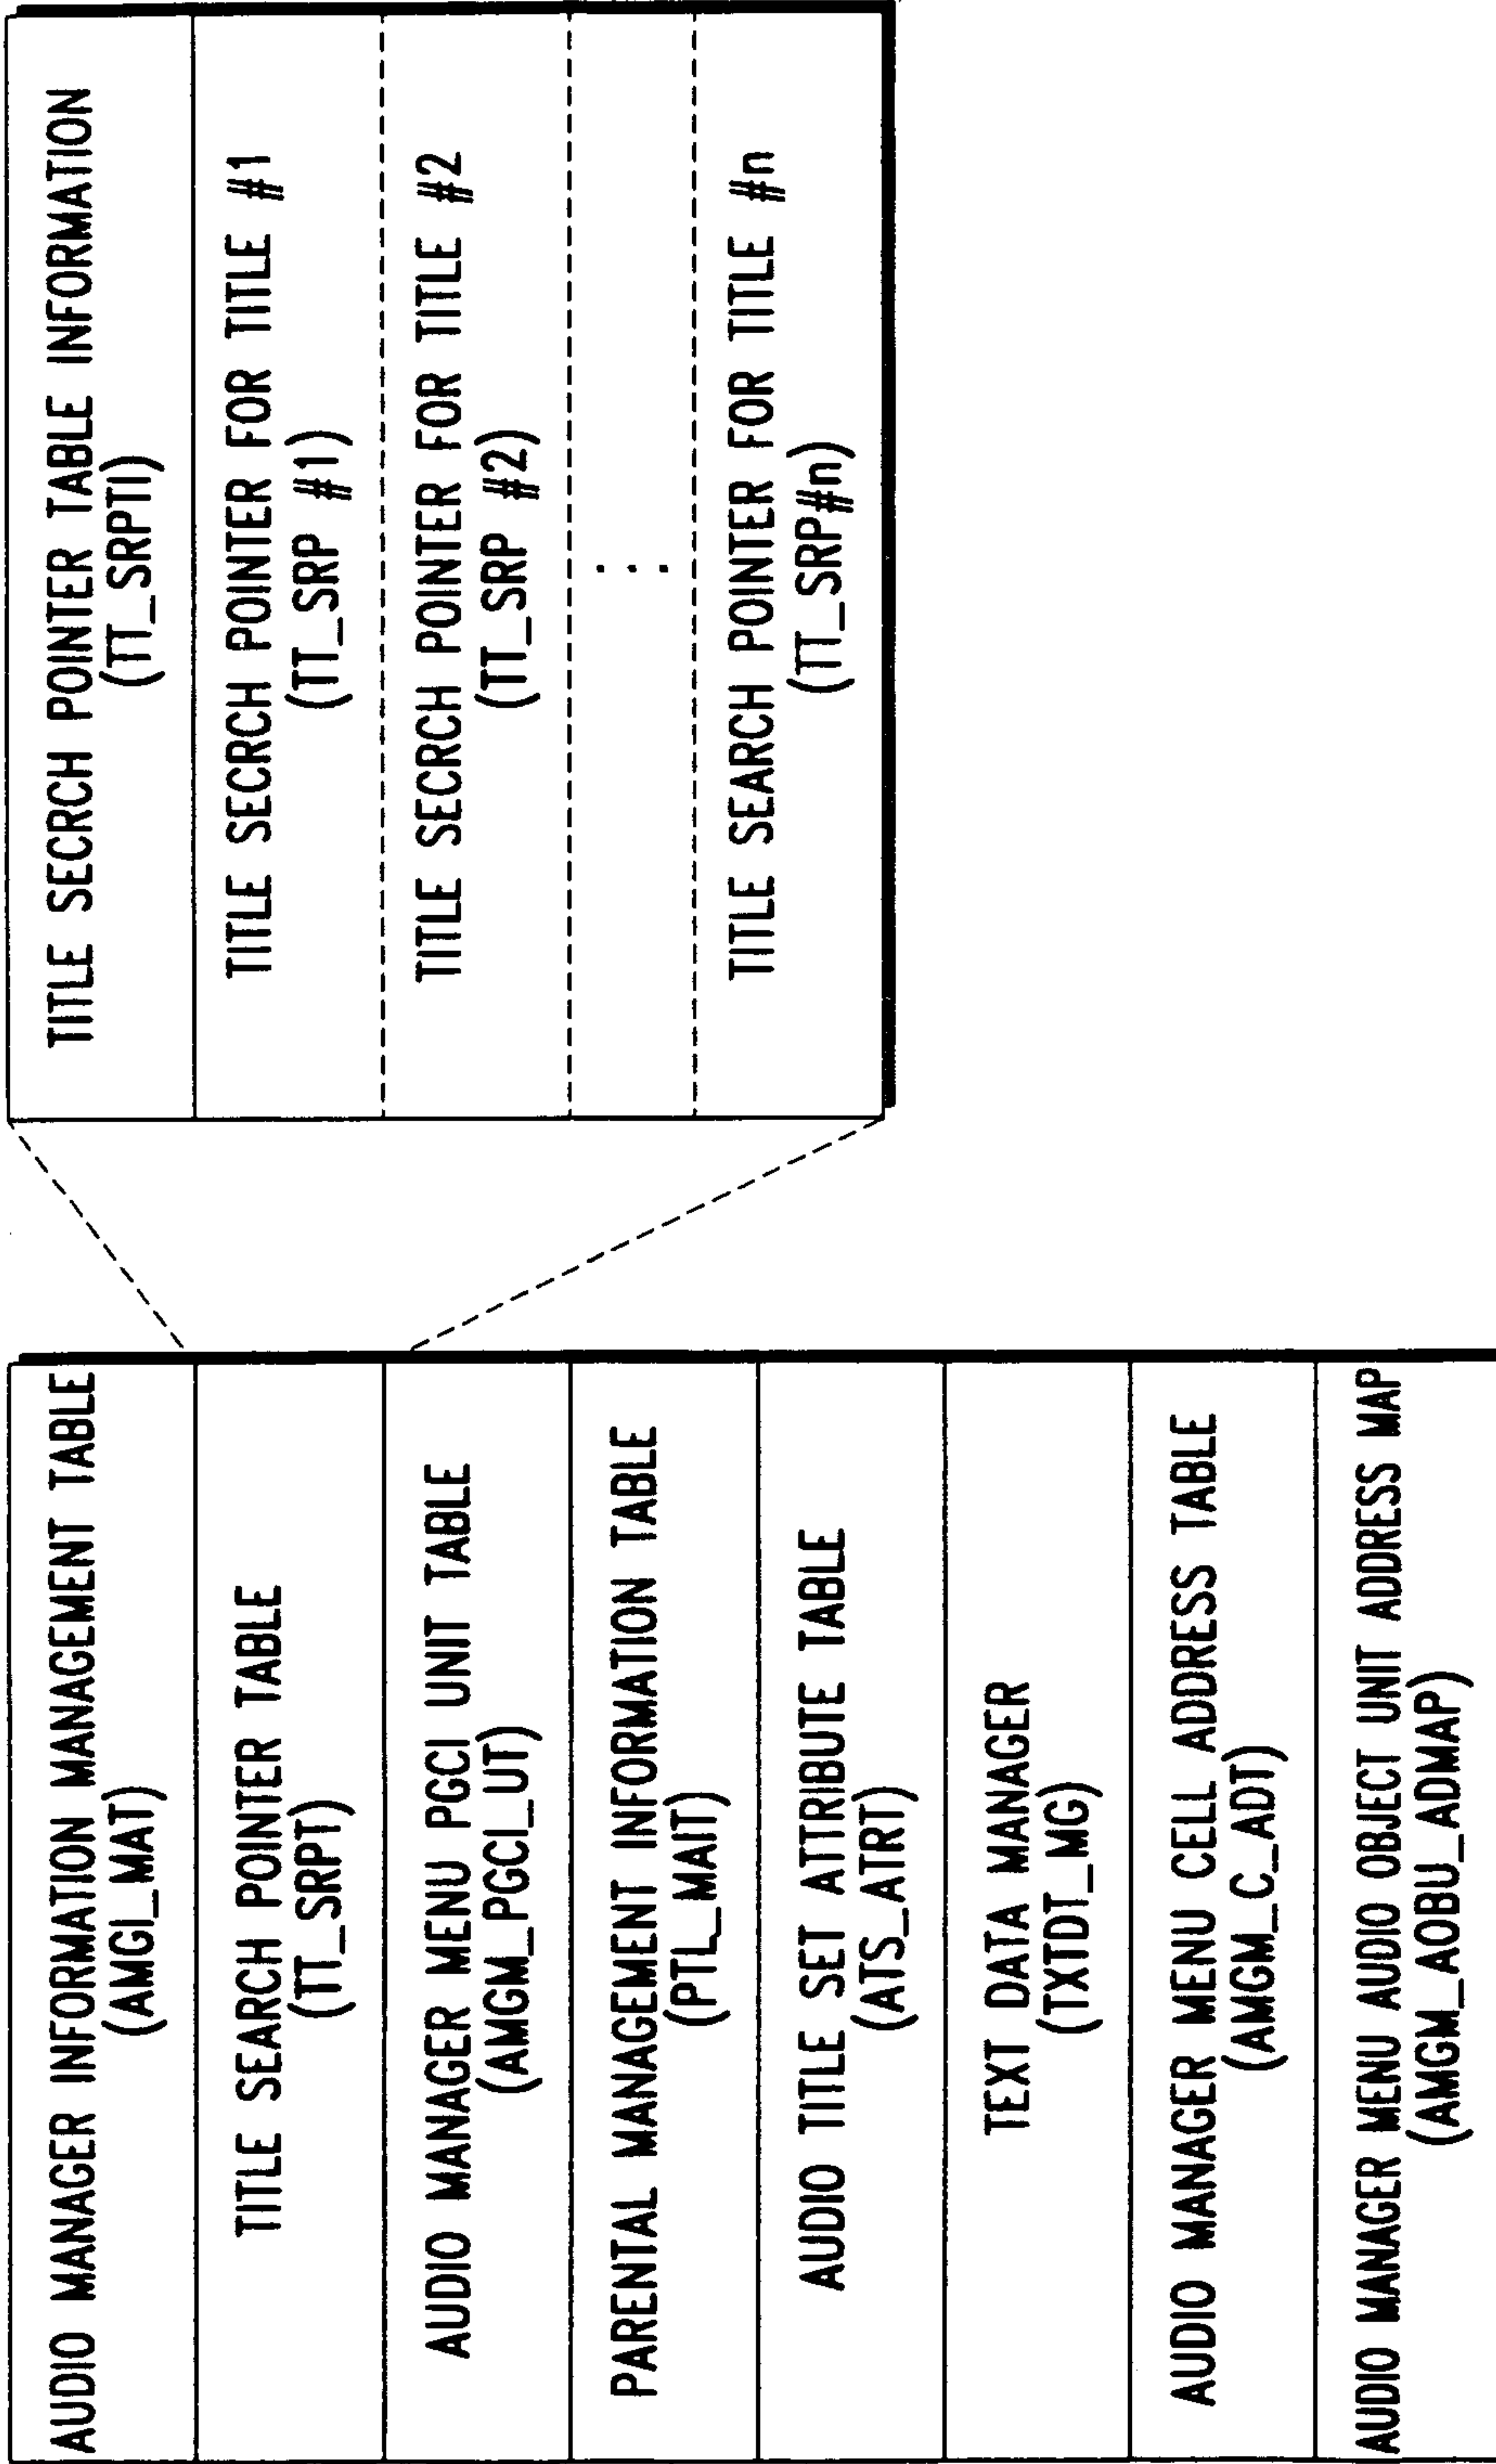 AUDIO MANAGER INFORMATION MANAGEMENT TABLE
(AMGI_MAT)
TITLE SEARCH POINTER TABLE
(TT_SRPT)
AUDIO MANAGER MENU PGCI UNIT TABLE
(AMGM_PGCI_UT)
PARENTAL MANAGEMENT INFORMATION TABLE
(PTL_MAIT)
AUDIO TITLE SET ATTRIBUTE TABLE
(ATS_ATRT)
TEXT DATA MANAGER
(TXTDT_MG)
AUDIO MANAGER MENU CELL ADDRESS TABLE
(AMGM_C_ADT)
AUDIO MANAGER MENU AUDIO OBJECT UNIT ADDRESS MAP
(AMGM_AOBU_ADMAP)
TITLE SECRCH POINTER TABLE INFORMATION
(TT_SRPTI)
TITLE SECRCH POINTER FOR TITLE #1
(TT_SRP #1)
TITLE SECRCH POINTER FOR TITLE #2
(TT_SRP #2)
...
TITLE SEARCH POINTER FOR TITLE #n
(TT_SRP#n)